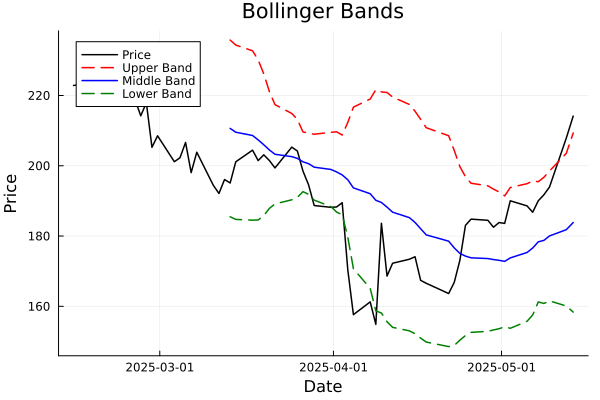 Bollinger Bands
Price
Upper Band
Middle Band
Lower Band
220
200
180
160
Price
2025-03-01
2025-04-01
2025-05-01
Date